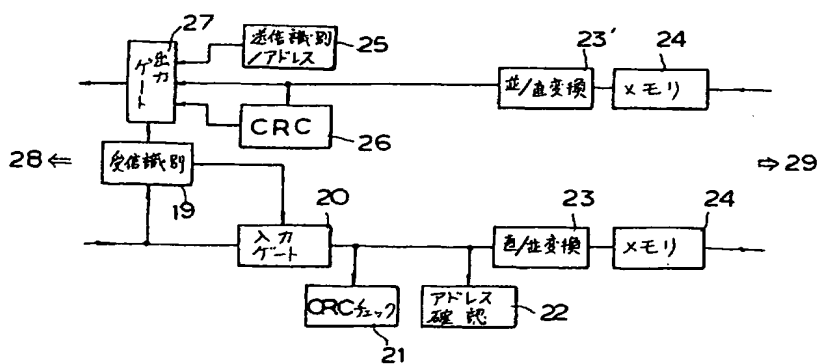 27
送信識別
/アドレス
25
23'
24
出力
ゲート
並/直変換
メモリ
CRC
26
28 ⇐
受信識別
19
⇒ 29
20
23
24
入力
ゲート
直/並変換
メモリ
CRCチェック
21
アドレス
確認
22